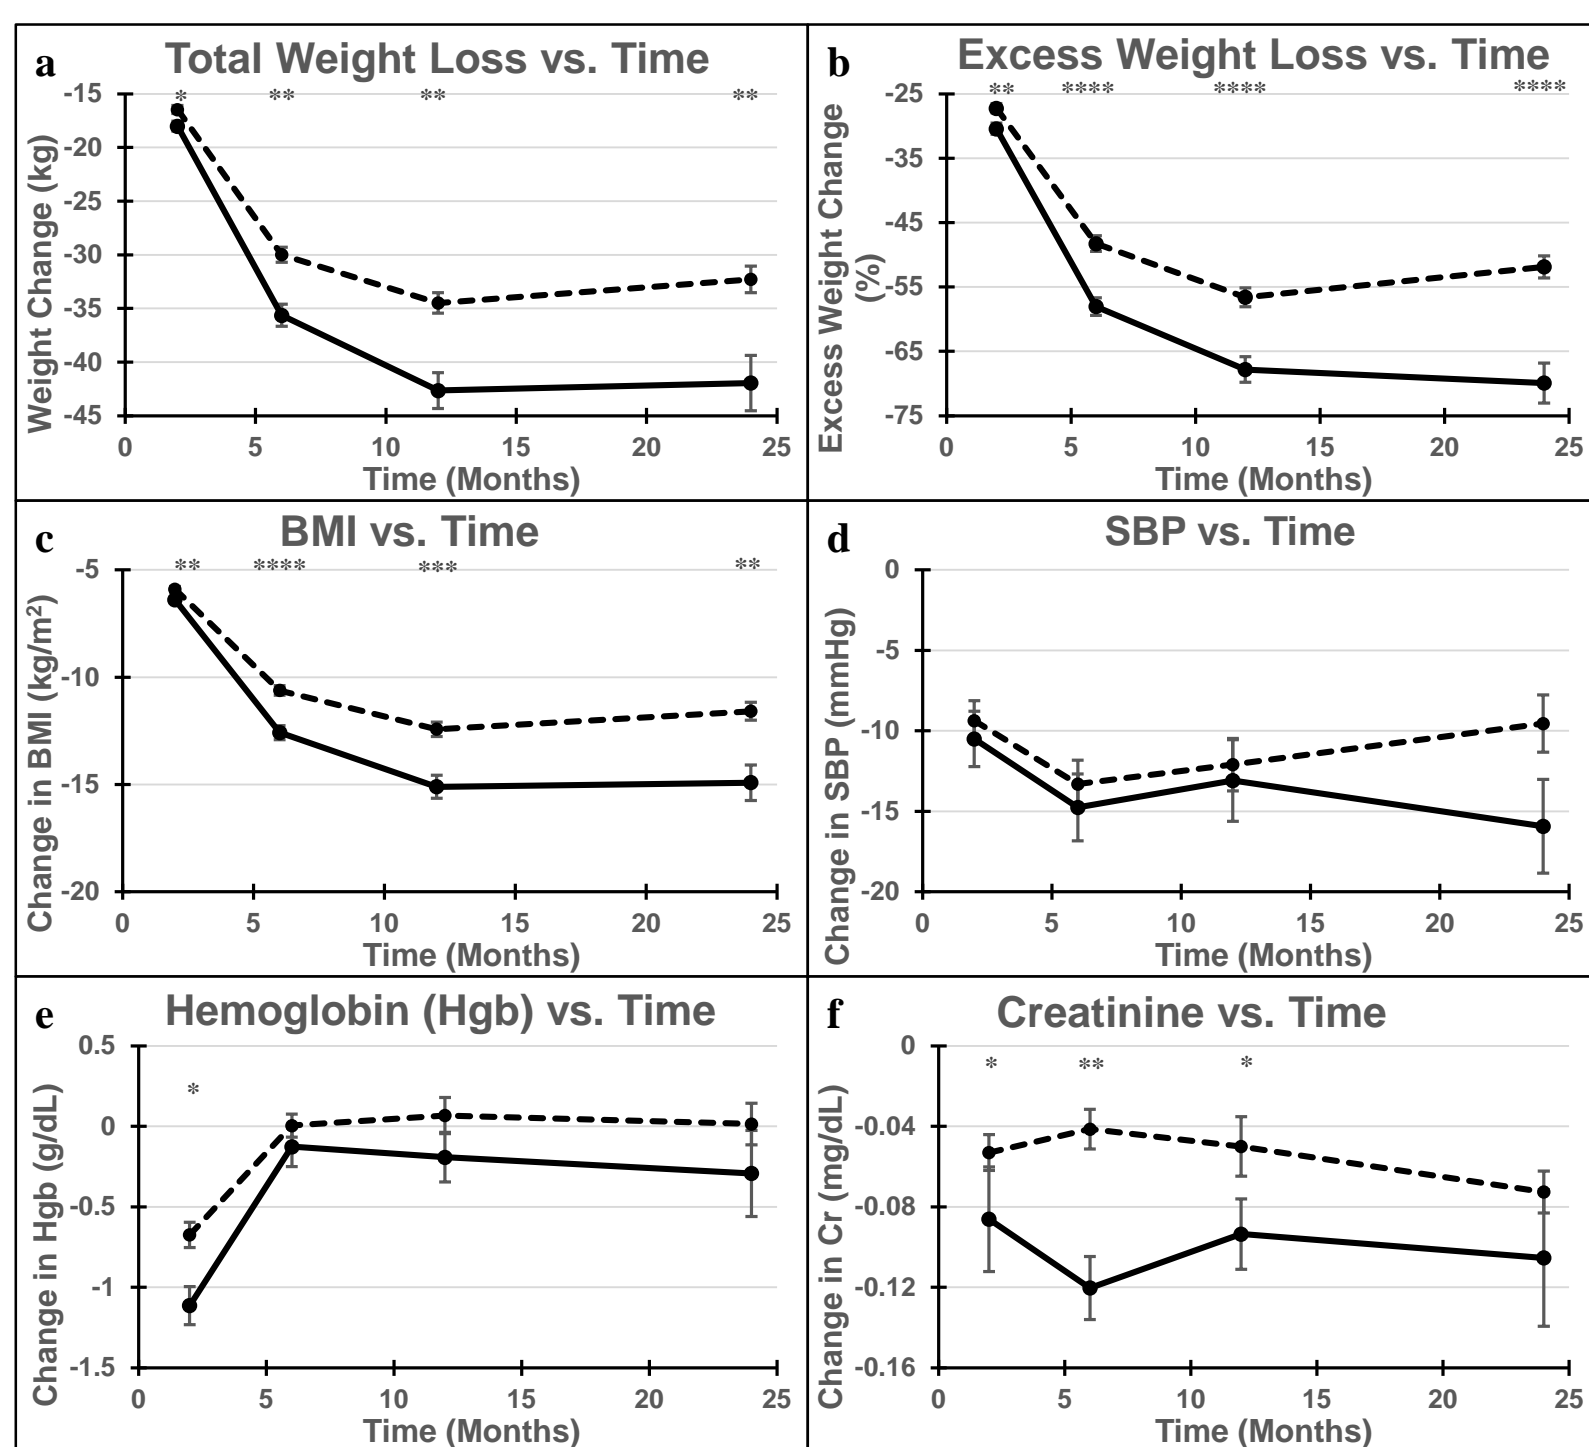 a Total Weight Loss vs. Time
* ** ** **
Weight Change (kg)
-15
-20
-25
-30
-35
-40
-45
0 5 10 15 20 25
Time (Months)
b Excess Weight Loss vs. Time
** **** **** ****
Excess Weight Change
(%)
-25
-35
-45
-55
-65
-75
0 5 10 15 20 25
Time (Months)
c BMI vs. Time
** **** *** **
Change in BMI (kg/m²)
-5
-10
-15
-20
0 5 10 15 20 25
Time (Months)
d SBP vs. Time
Change in SBP (mmHg)
0
-5
-10
-15
-20
0 5 10 15 20 25
Time (Months)
e Hemoglobin (Hgb) vs. Time
*
Change in Hgb (g/dL)
0.5
0
-0.5
-1
-1.5
0 5 10 15 20 25
Time (Months)
f Creatinine vs. Time
* ** *
Change in Cr (mg/dL)
0
-0.04
-0.08
-0.12
-0.16
0 5 10 15 20 25
Time (Months)